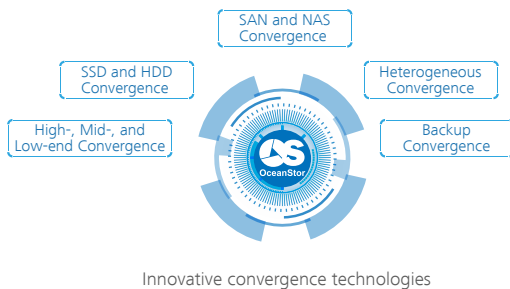 SAN and NAS
Convergence
SSD and HDD
Convergence
Heterogeneous
Convergence
High-, Mid-, and
Low-end Convergence
Backup
Convergence
OS
OceanStor
Innovative convergence technologies